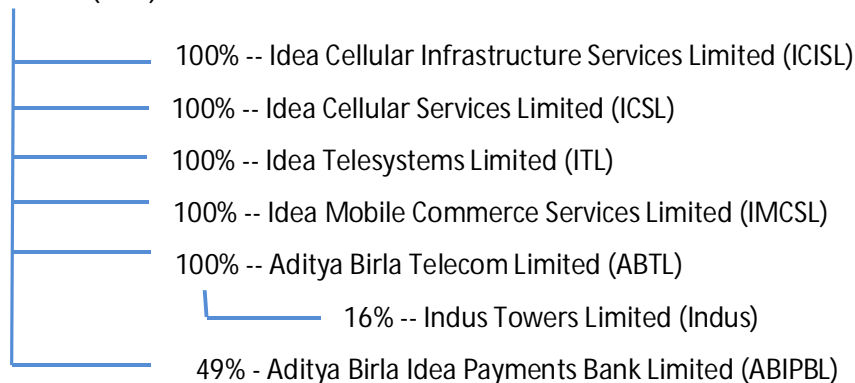 100% -- Idea Cellular Infrastructure Services Limited (ICISL)
100% -- Idea Cellular Services Limited (ICSL)
100% -- Idea Telesystems Limited (ITL)
100% -- Idea Mobile Commerce Services Limited (IMCSL)
100% -- Aditya Birla Telecom Limited (ABTL)
16% -- Indus Towers Limited (Indus)
49% - Aditya Birla Idea Payments Bank Limited (ABIPBL)